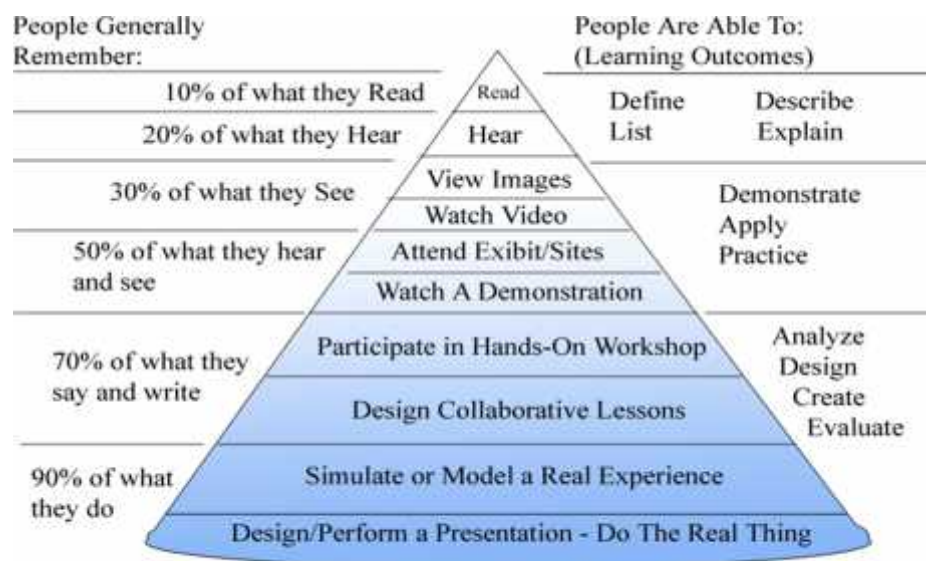 People Generally
Remember:
People Are Able To:
(Learning Outcomes)
10% of what they Read
Read
Define
Describe
List
Explain
20% of what they Hear
Hear
30% of what they See
View Images
Demonstrate
Apply
Practice
Watch Video
50% of what they hear
and see
Attend Exibit/Sites
Watch A Demonstration
70% of what they
say and write
Participate in Hands-On Workshop
Analyze
Design
Create
Evaluate
Design Collaborative Lessons
90% of what
they do
Simulate or Model a Real Experience
Design/Perform a Presentation - Do The Real Thing